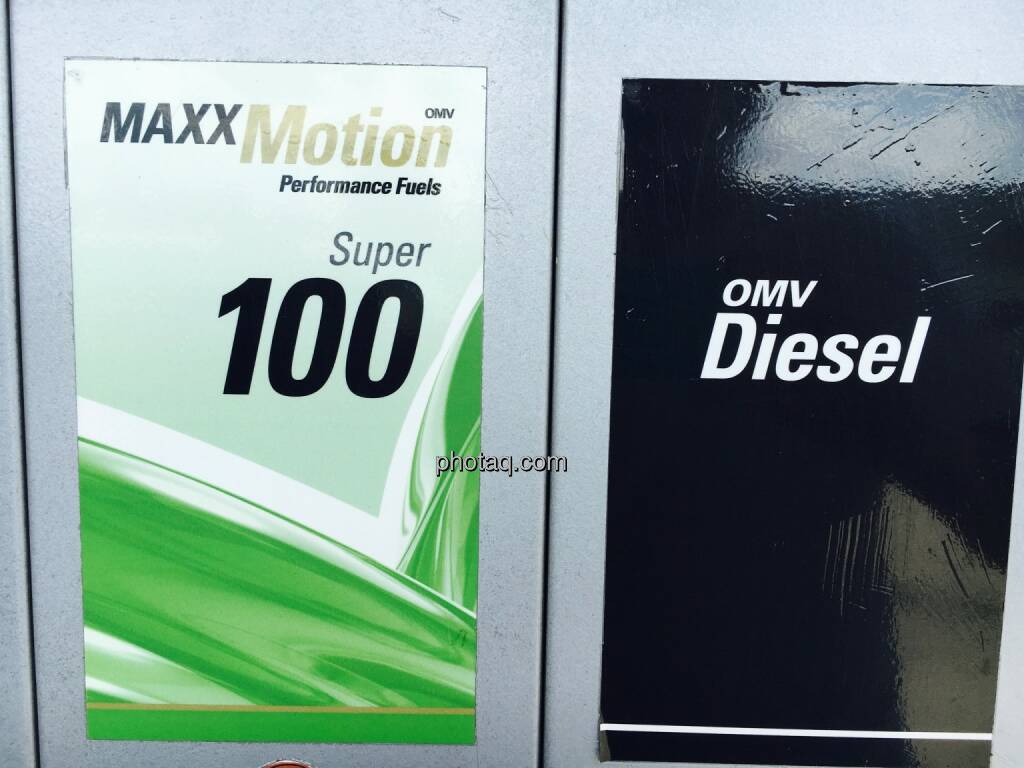 OMV
MAXXMotion
Performance Fuels
Super
100
OMV
Diesel
photaq.com